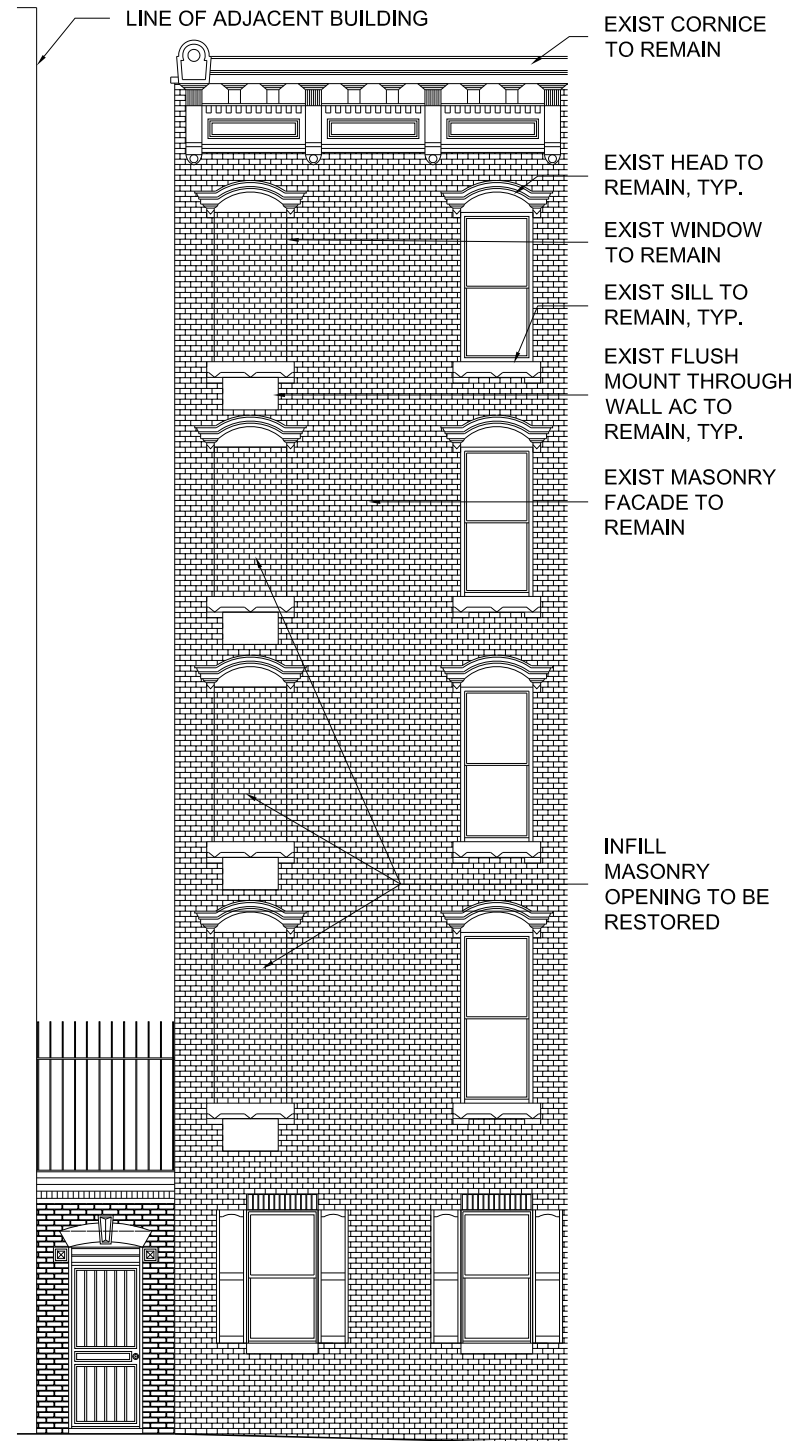 LINE OF ADJACENT BUILDING
EXIST CORNICE
TO REMAIN
EXIST HEAD TO
REMAIN, TYP.
EXIST WINDOW
TO REMAIN
EXIST SILL TO
REMAIN, TYP.
EXIST FLUSH
MOUNT THROUGH
WALL AC TO
REMAIN, TYP.
EXIST MASONRY
FACADE TO
REMAIN
INFILL
MASONRY
OPENING TO BE
RESTORED